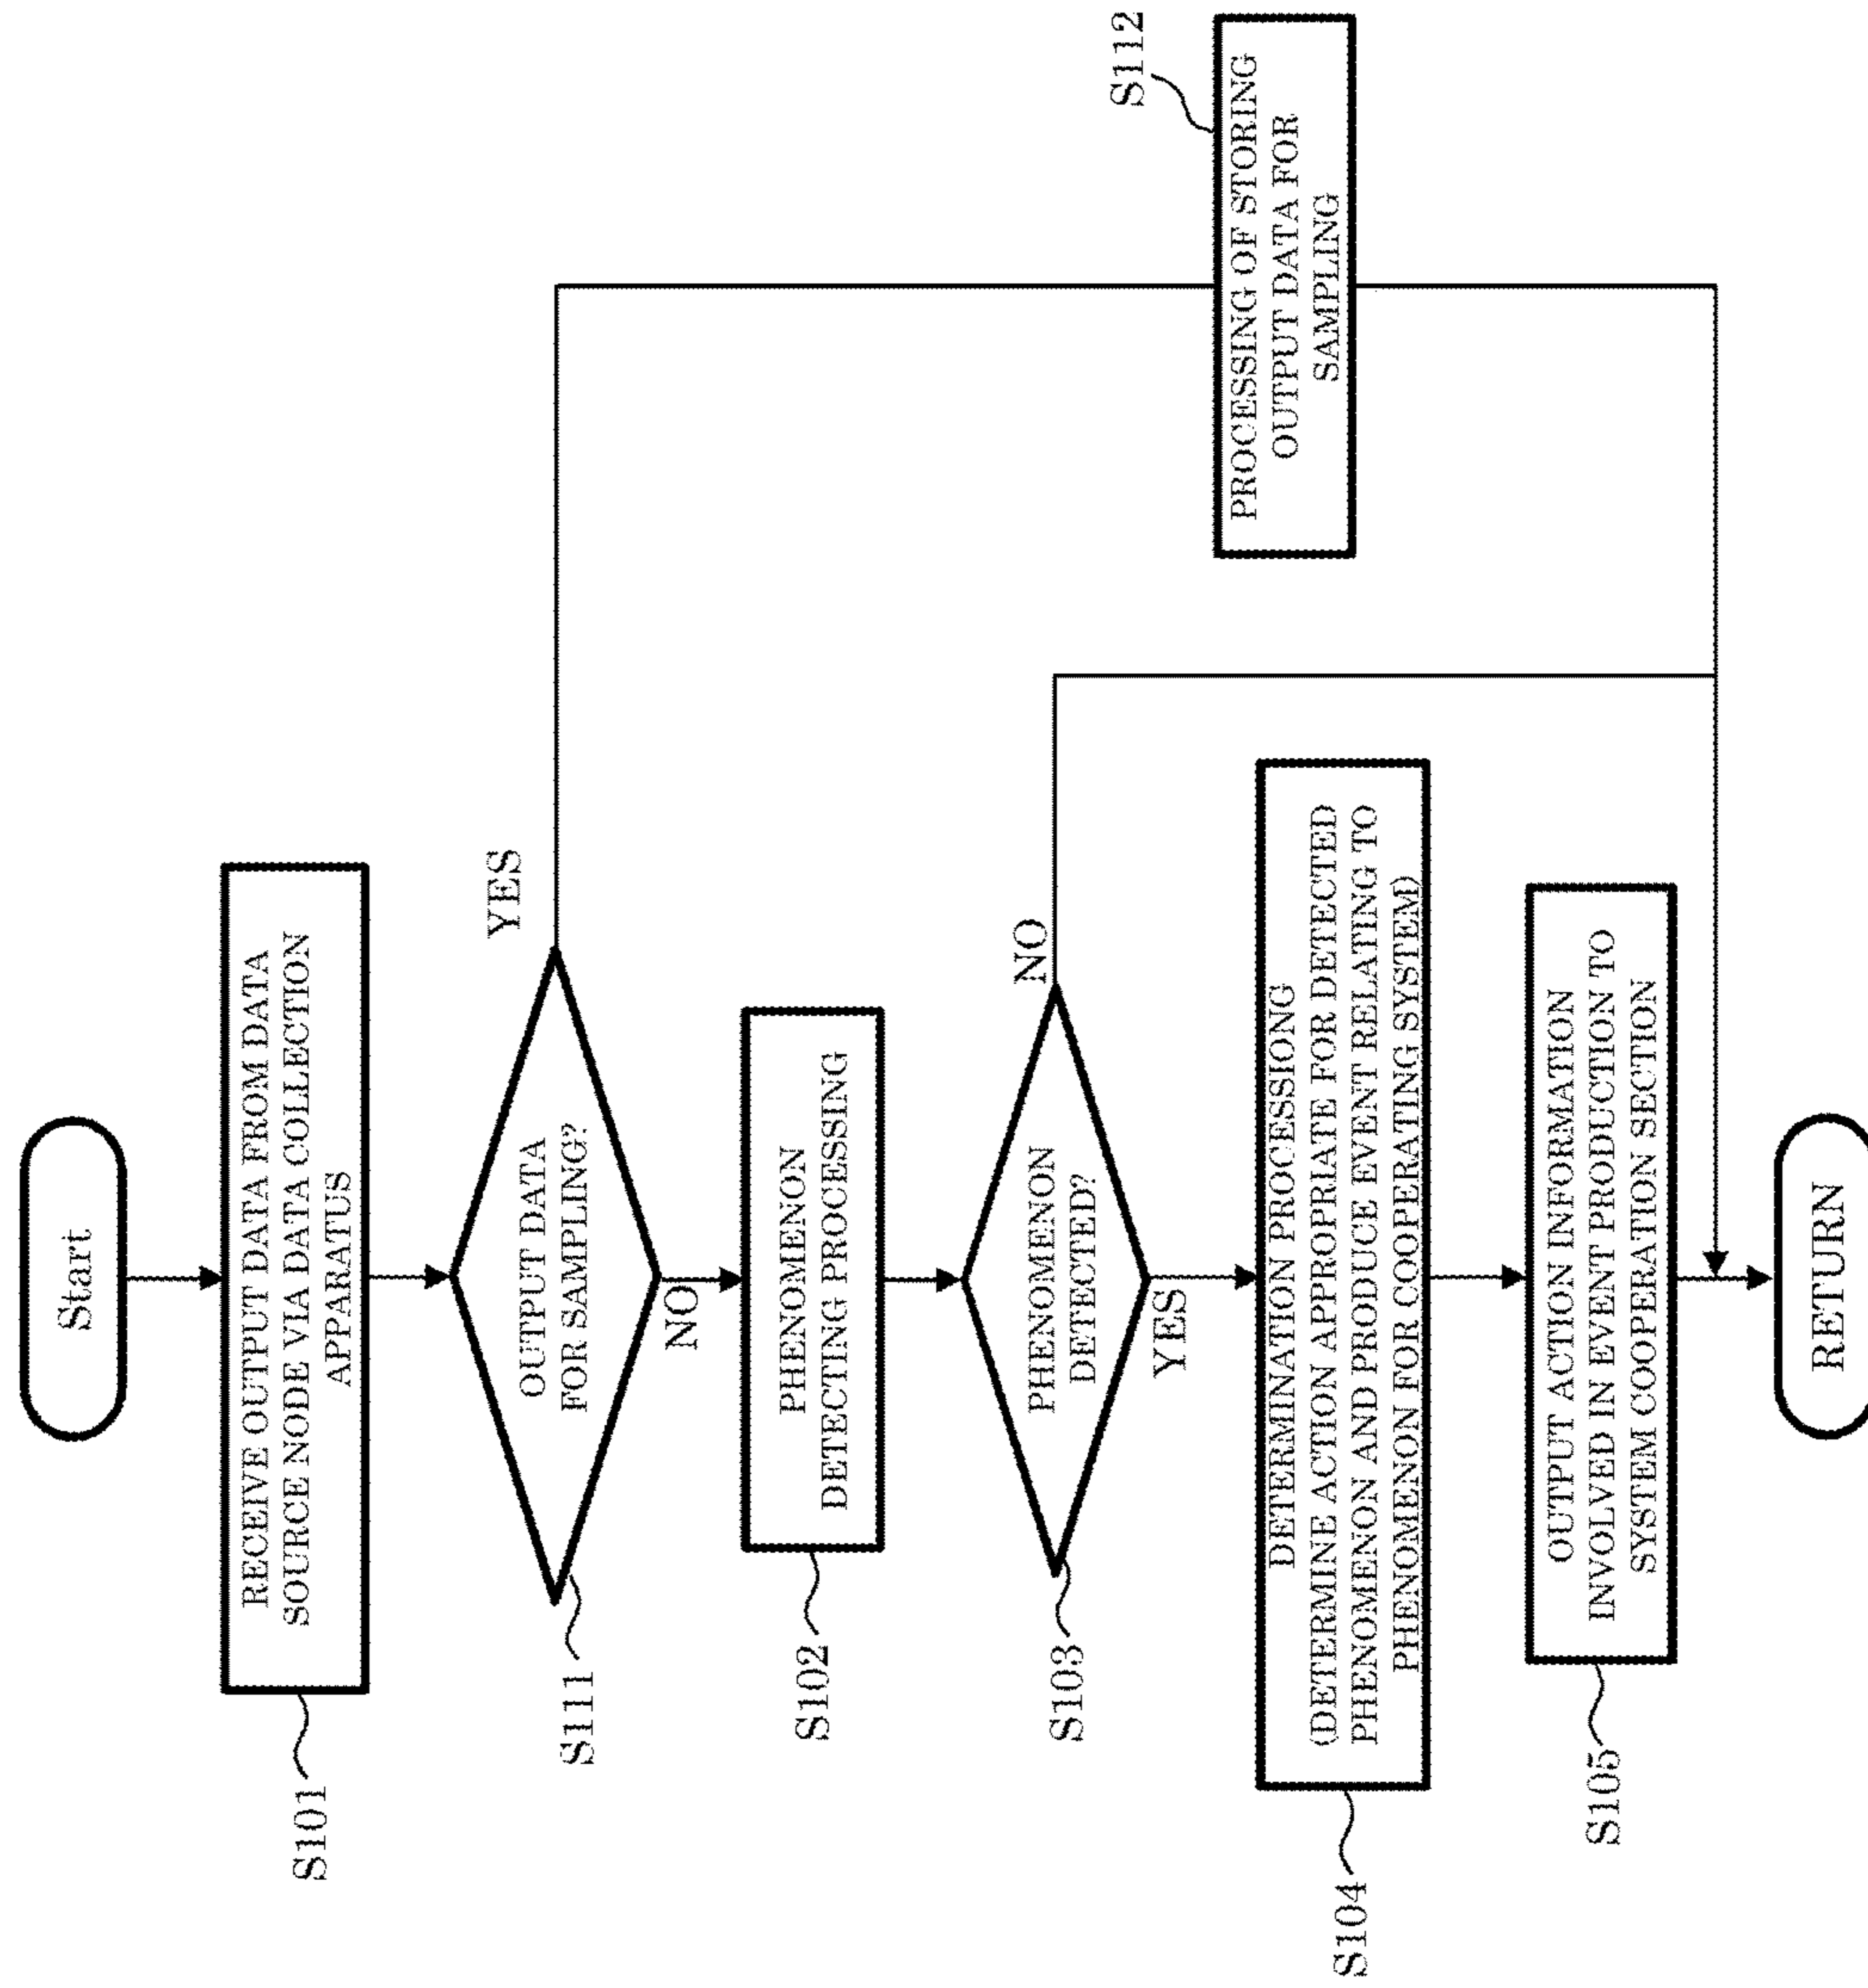 Start
S101
RECEIVE OUTPUT DATA FROM DATA
SOURCE NODE VIA DATA COLLECTION
APPARATUS
S111
OUTPUT DATA
FOR SAMPLING?
YES
NO
S102
PHENOMENON
DETECTING PROCESSING
S103
PHENOMENON
DETECTED?
NO
YES
S112
PROCESSING OF STORING
OUTPUT DATA FOR
SAMPLING
S104
DETERMINATION PROCESSIONG
(DETERMINE ACTION APPROPRIATE FOR DETECTED
PHENOMENON AND PRODUCE EVENT RELATING TO
PHENOMENON FOR COOPERATING SYSTEM)
S105
OUTPUT ACTION INFORMATION
INVOLVED IN EVENT PRODUCTION TO
SYSTEM COOPERATION SECTION
RETURN